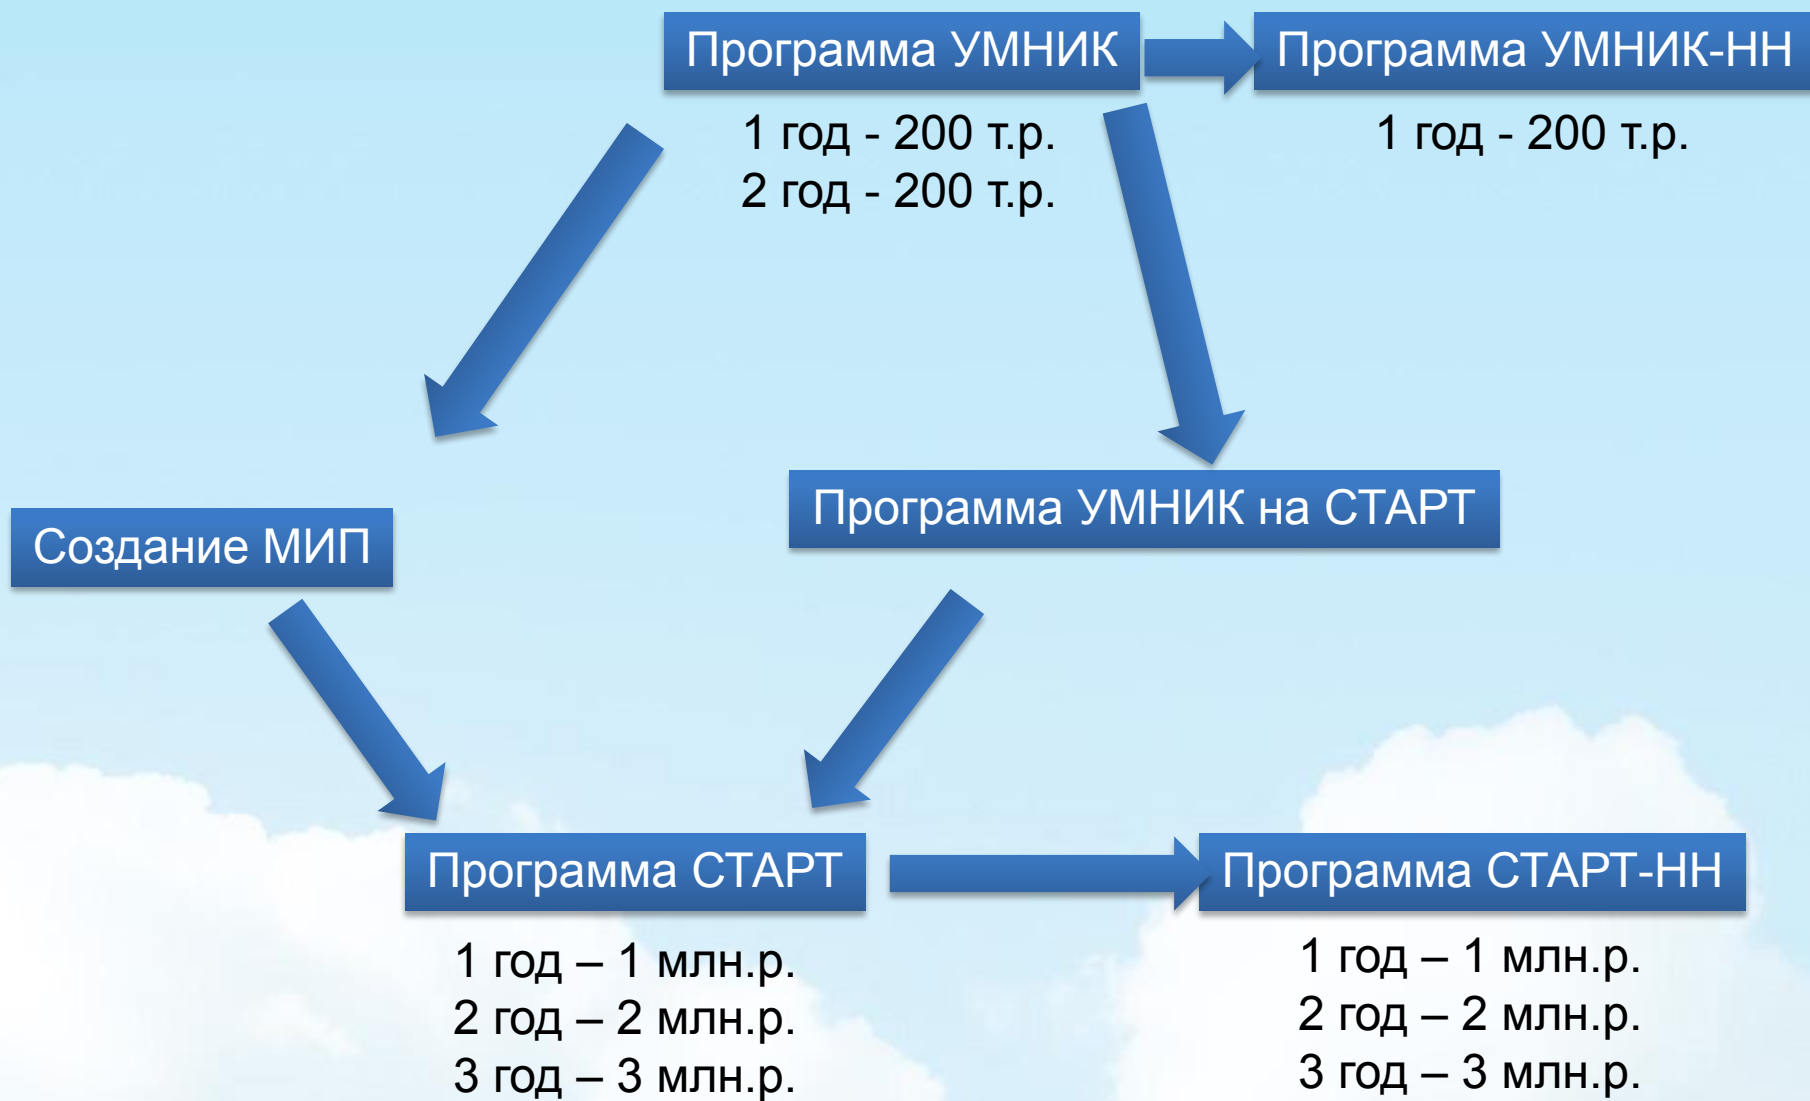 Программа УМНИК
Программа УМНИК-НН
1 год - 200 т.р.
2 год - 200 т.р.
1 год - 200 т.р.
Программа УМНИК на СТАРТ
Создание МИП
Программа СТАРТ
Программа СТАРТ-НН
1 год – 1 млн.р.
2 год – 2 млн.р.
3 год – 3 млн.р.
1 год – 1 млн.р.
2 год – 2 млн.р.
3 год – 3 млн.р.